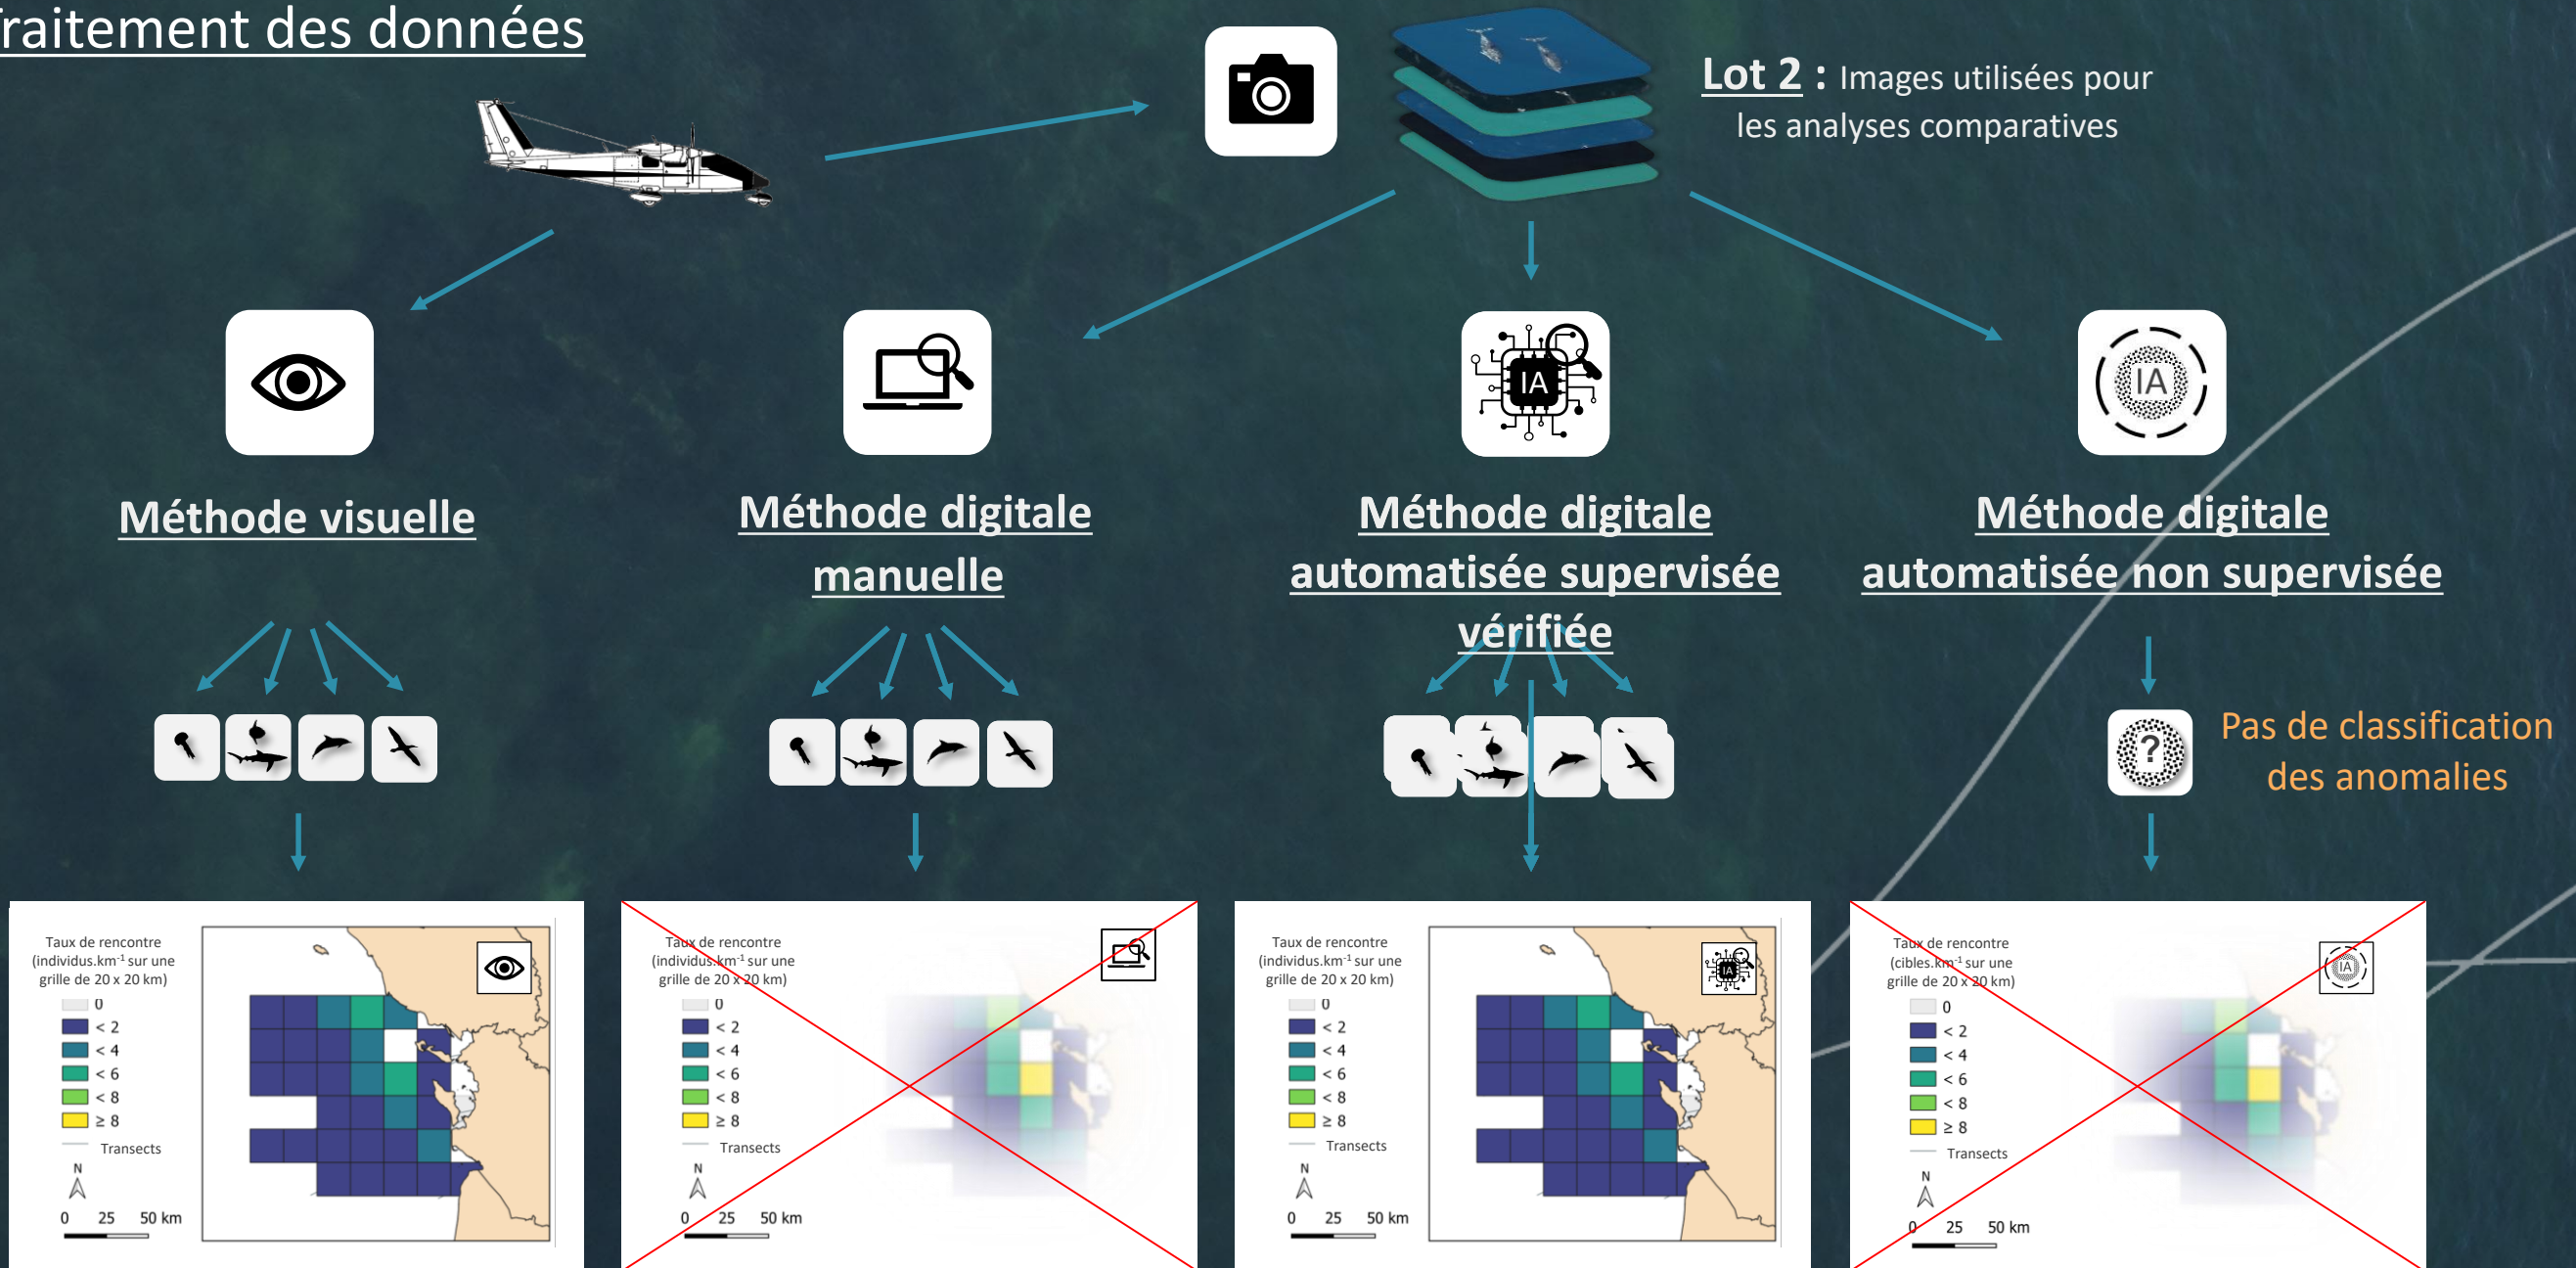 raitement des données
Lot 2 : Images utilisées pour
les analyses comparatives
IA
IA
Méthode visuelle
Méthode digitale
manuelle
Méthode digitale
automatisée supervisée
vérifiée
Méthode digitale
automatisée non supervisée
?
Pas de classification
des anomalies
Taux de rencontre
(individus.km⁻¹ sur une
grille de 20 x 20 km)
0
< 2
< 4
< 6
< 8
≥ 8
Transects
N
0 25 50 km
Taux de rencontre
(individus.km⁻¹ sur une
grille de 20 x 20 km)
0
< 2
< 4
< 6
< 8
≥ 8
Transects
N
0 25 50 km
Taux de rencontre
(individus.km⁻¹ sur une
grille de 20 x 20 km)
0
< 2
< 4
< 6
< 8
≥ 8
Transects
N
0 25 50 km
IA
Taux de rencontre
(cibles.km⁻¹ sur une
grille de 20 x 20 km)
0
< 2
< 4
< 6
< 8
≥ 8
Transects
N
0 25 50 km
IA